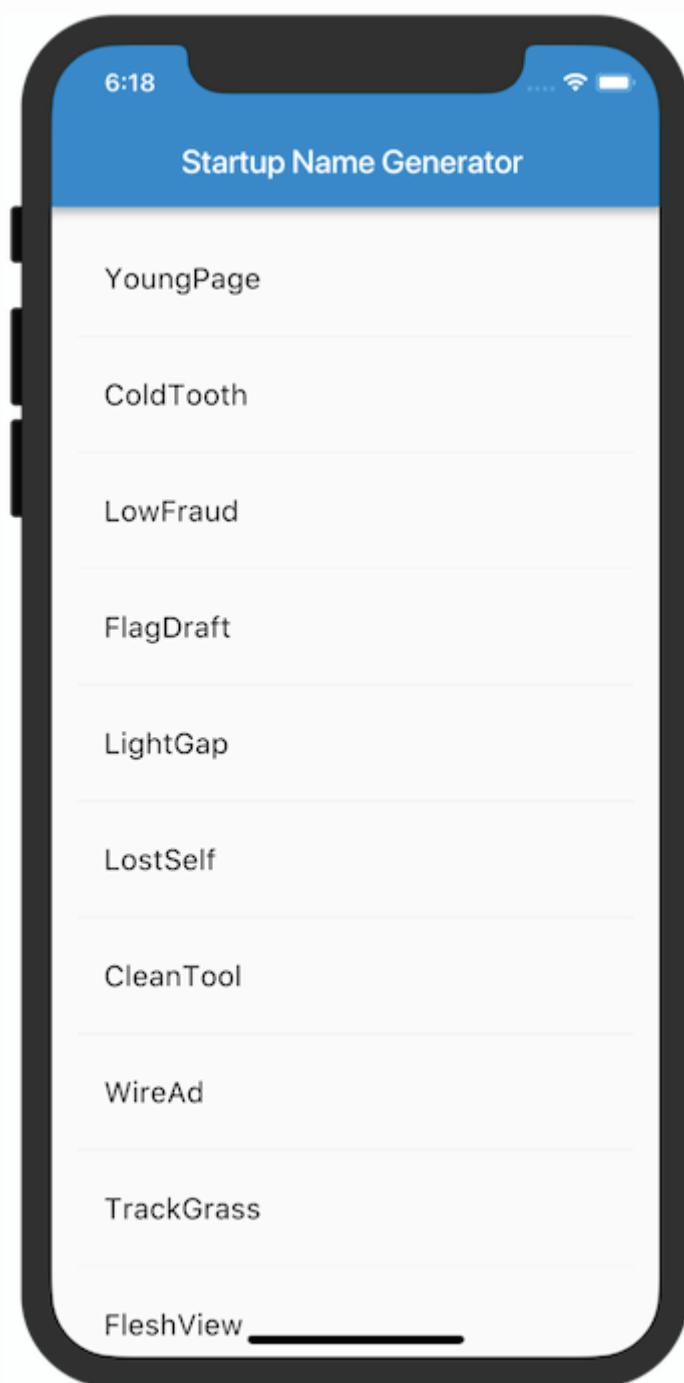 6:18
Startup Name Generator
YoungPage
ColdTooth
LowFraud
FlagDraft
LightGap
LostSelf
CleanTool
WireAd
TrackGrass
FleshView